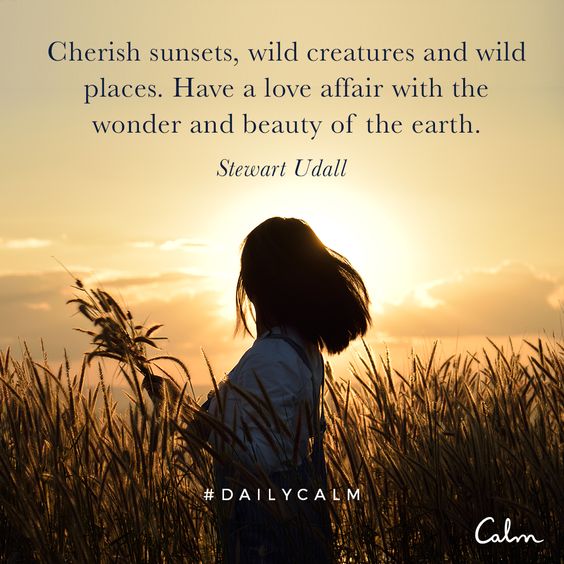 Cherish sunsets, wild creatures and wild
places. Have a love affair with the
wonder and beauty of the earth.
Stewart Udall
#DAILYCALM
Calm